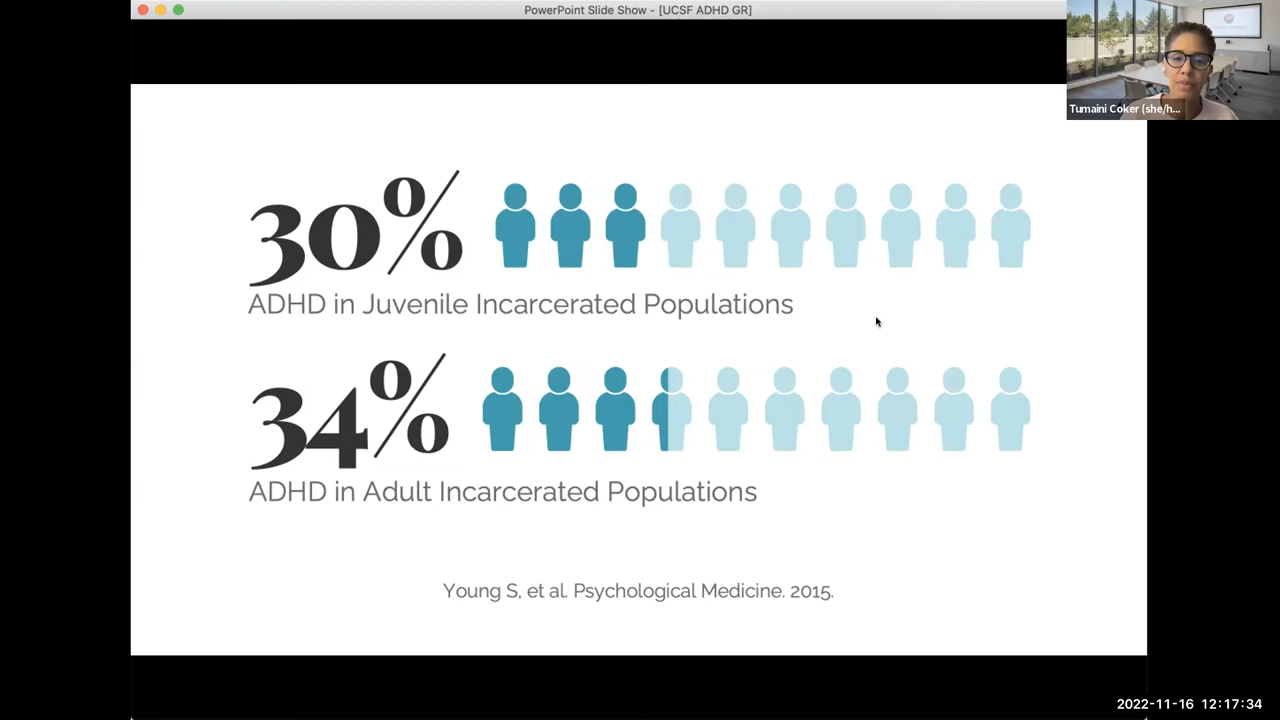 PowerPoint Slide Show - [UCSF ADHD GR]
Tumaini Coker (she/h...
30%
ADHD in Juvenile Incarcerated Populations
34%
ADHD in Adult Incarcerated Populations
Young S, et al. Psychological Medicine. 2015.
2022-11-16 12:17:34